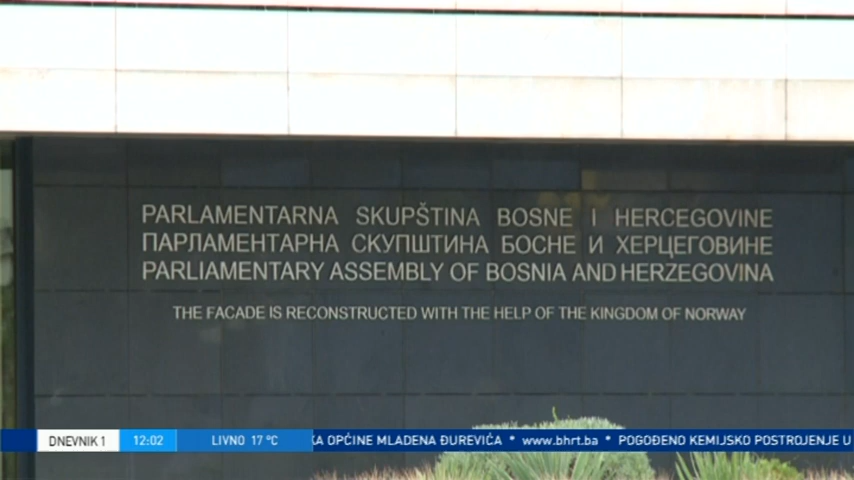 PARLAMENTARNA SKUPŠTINA BOSNE I HERCEGOVINE
ПАРЛАМЕНТАРНА СКУПШТИНА БОСНЕ И ХЕРЦЕГОВИНЕ
PARLIAMENTARY ASSEMBLY OF BOSNIA AND HERZEGOVINA
THE FACADE IS RECONSTRUCTED WITH THE HELP OF THE KINGDOM OF NORWAY
DNEVNIK 1 12:02 LIVNO 17 °C KA OPĆINE MLADENA ĐUREVIĆA * www.bhrt.ba * POGOĐENO KEMIJSKO POSTROJENJE U